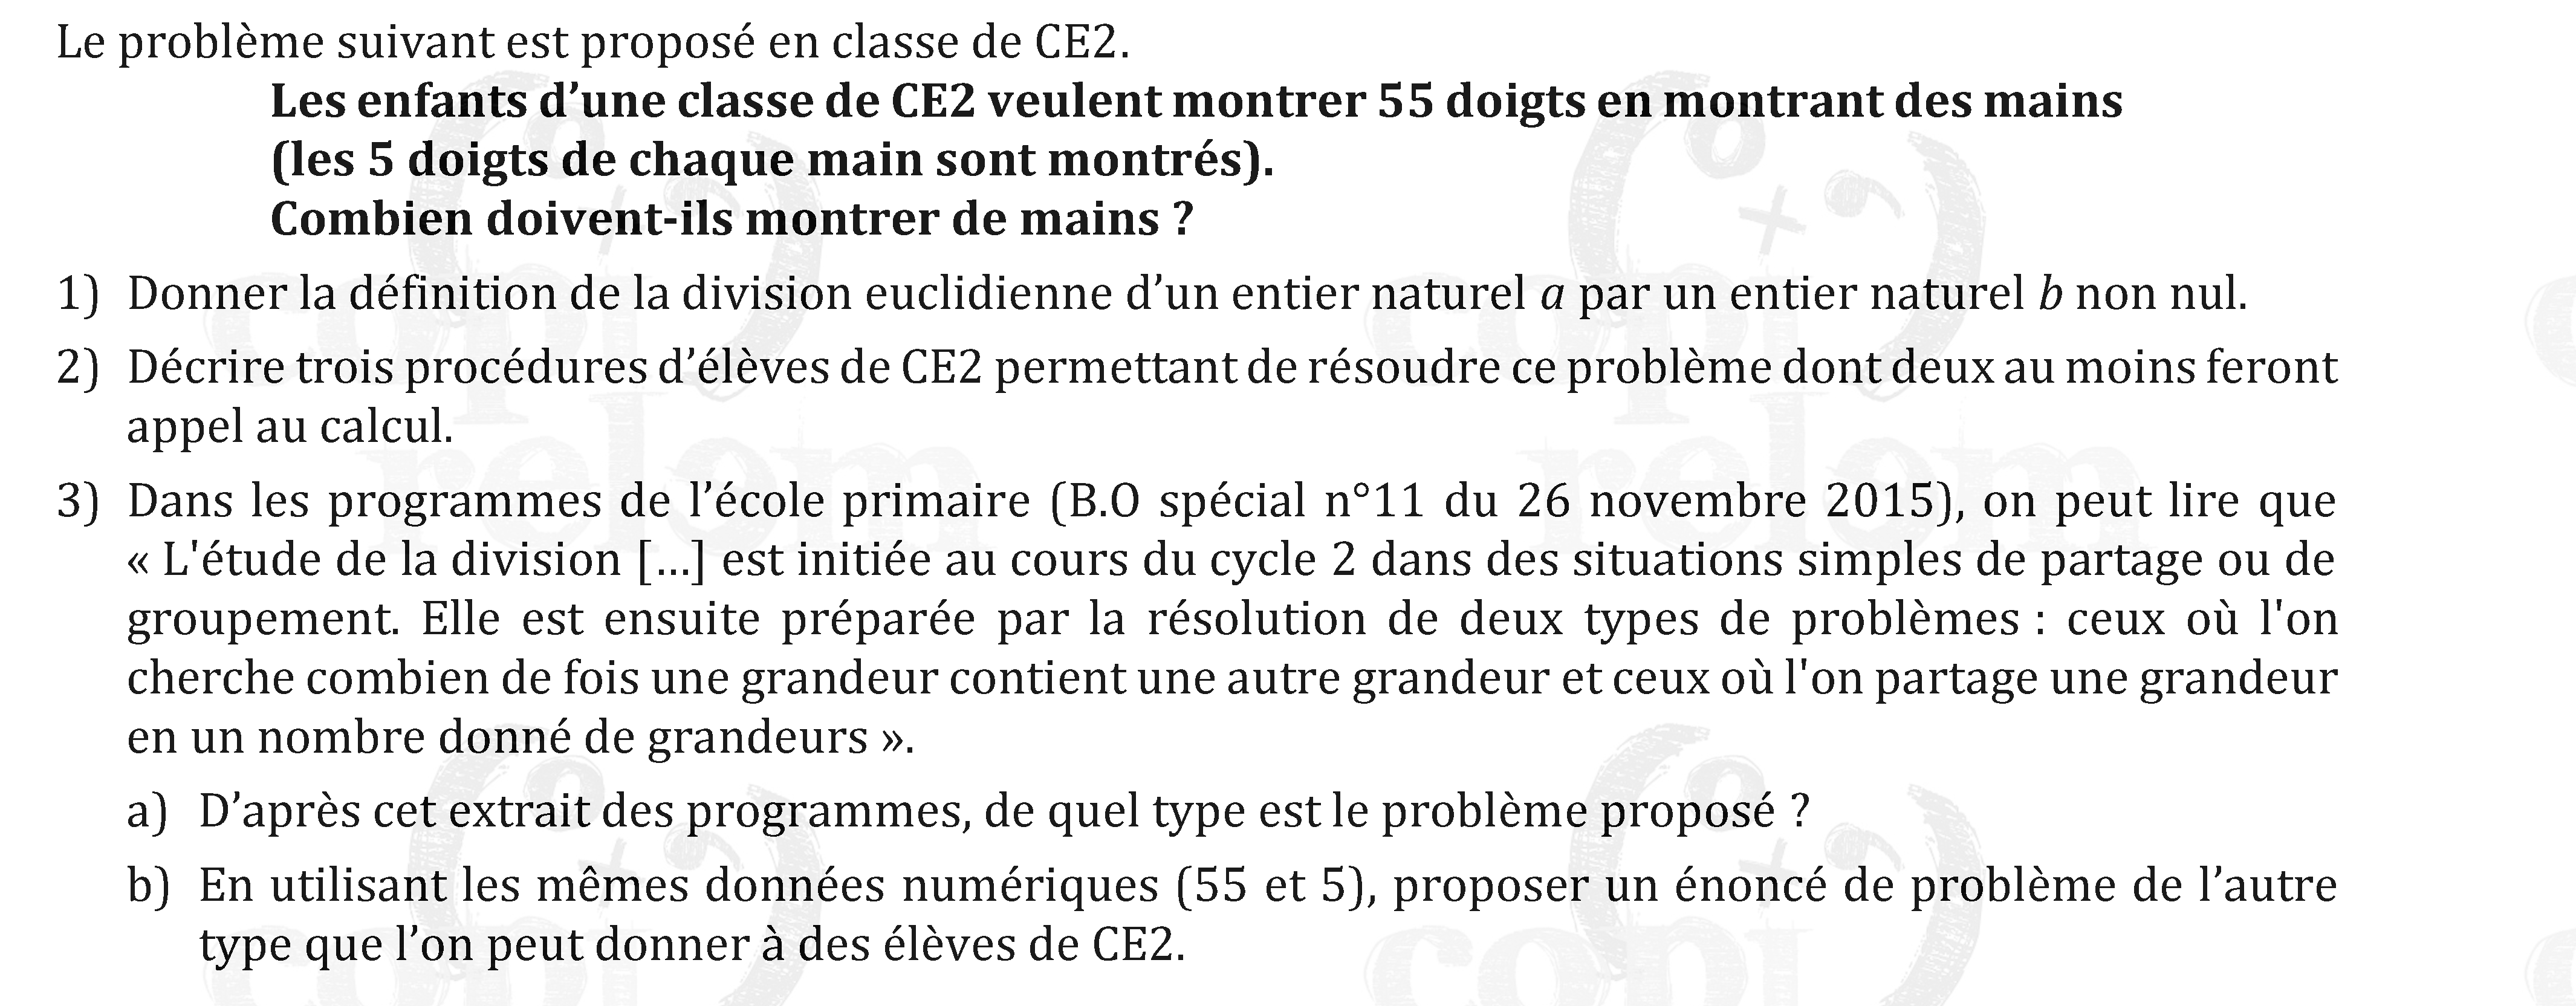 Le problème suivant est proposé en classe de CE2.
Les enfants d’une classe de CE2 veulent montrer 55 doigts en montrant des mains
(les 5 doigts de chaque main sont montrés).
Combien doivent-ils montrer de mains ?
1) Donner la définition de la division euclidienne d’un entier naturel a par un entier naturel b non nul.
2) Décrire trois procédures d’élèves de CE2 permettant de résoudre ce problème dont deux au moins feront
appel au calcul.
3) Dans les programmes de l’école primaire (B.O spécial n°11 du 26 novembre 2015), on peut lire que
« L'étude de la division [...] est initiée au cours du cycle 2 dans des situations simples de partage ou de
groupement. Elle est ensuite préparée par la résolution de deux types de problèmes : ceux où l'on
cherche combien de fois une grandeur contient une autre grandeur et ceux où l'on partage une grandeur
en un nombre donné de grandeurs ».
a) D’après cet extrait des programmes, de quel type est le problème proposé ?
b) En utilisant les mêmes données numériques (55 et 5), proposer un énoncé de problème de l’autre
type que l’on peut donner à des élèves de CE2.
copi
relem
copi
relem
copi
copi